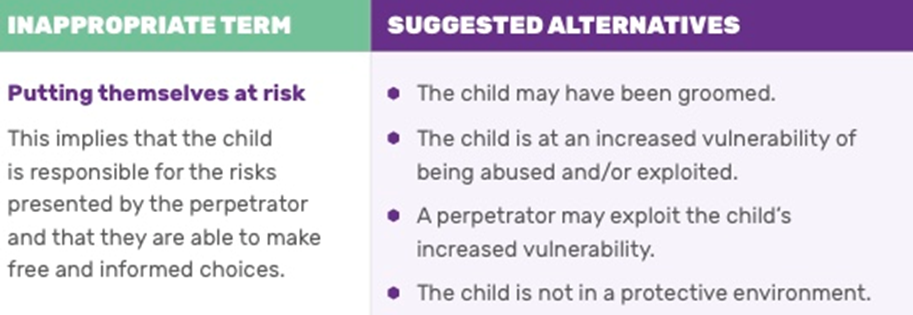 INAPPROPRIATE TERM
SUGGESTED ALTERNATIVES
Putting themselves at risk
This implies that the child
is responsible for the risks
presented by the perpetrator
and that they are able to make
free and informed choices.
The child may have been groomed.
The child is at an increased vulnerability of
being abused and/or exploited.
A perpetrator may exploit the child's
increased vulnerability.
The child is not in a protective environment.